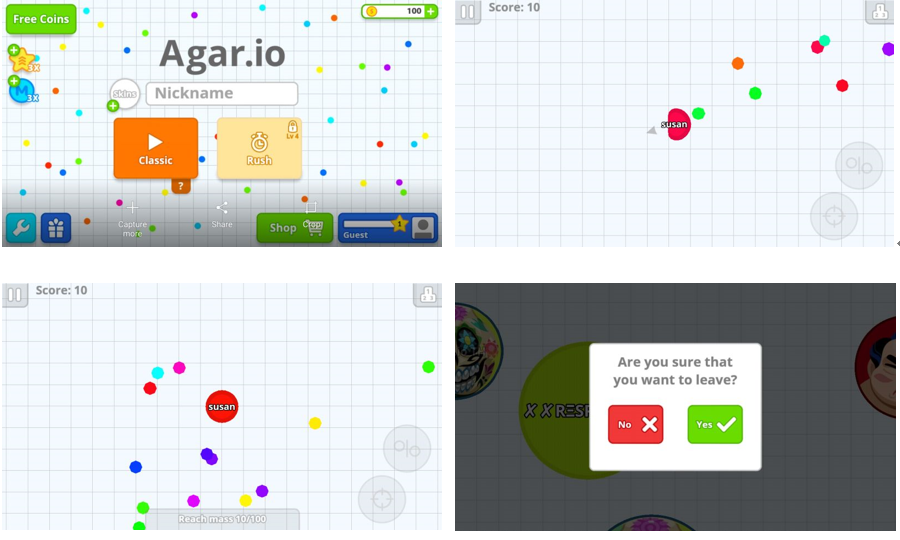 Free Coins
100
3X
3X
Agar.io
Skins
Nickname
Classic
Lv 4
Rush
?
Capture
more
Share
Crop
Shop
1
Guest
Score: 10
susan
Score: 10
susan
Reach mass 10/100
X X RESP
Are you sure that
you want to leave?
No
Yes